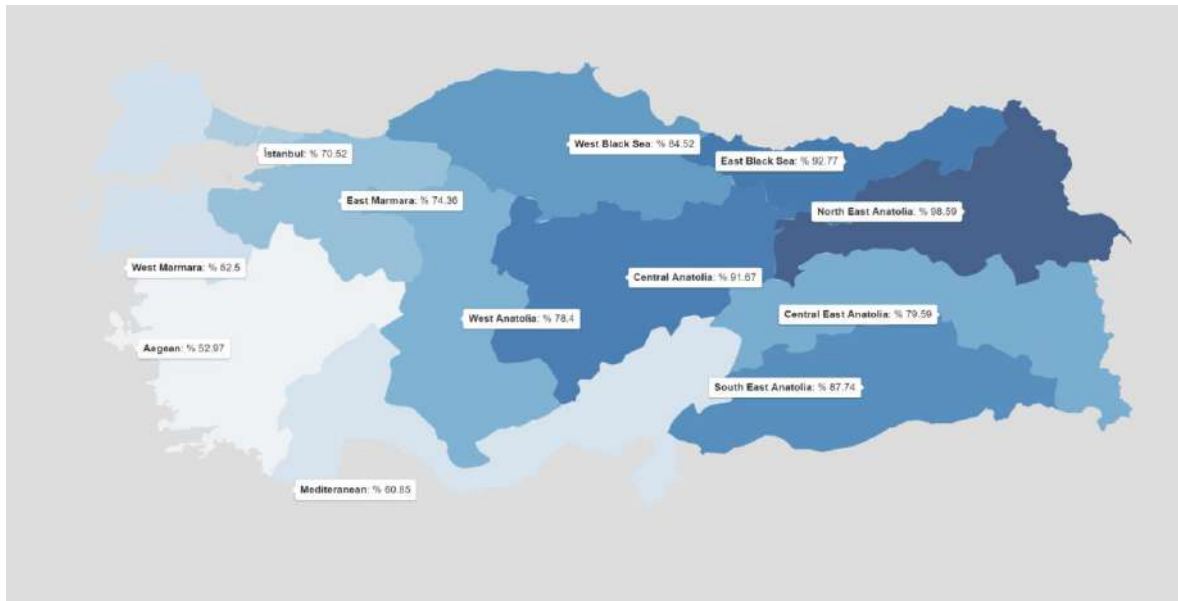 West Black Sea: % 84.52
İstanbul: % 70.52
East Black Sea: % 92.77
East Marmara: % 74.36
North East Anatolia: % 98.59
West Marmara: % 62.5
Central Anatolia: % 91.67
West Anatolia: % 78.4
Central East Anatolia: % 79.59
Aegean: % 52.97
South East Anatolia: % 87.74
Mediteranean: % 60.85